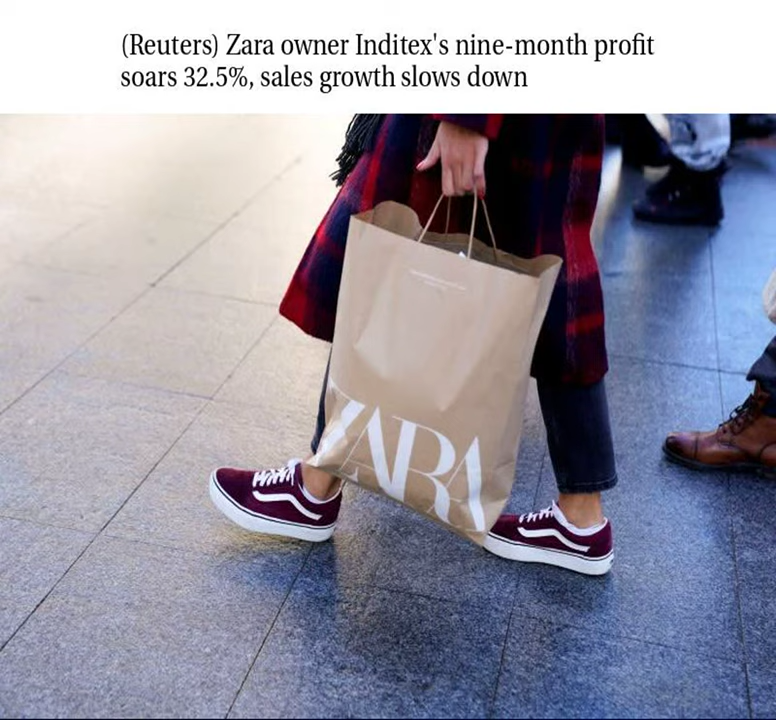 (Reuters) Zara owner Inditex's nine-month profit
soars 32.5%, sales growth slows down
ZARA